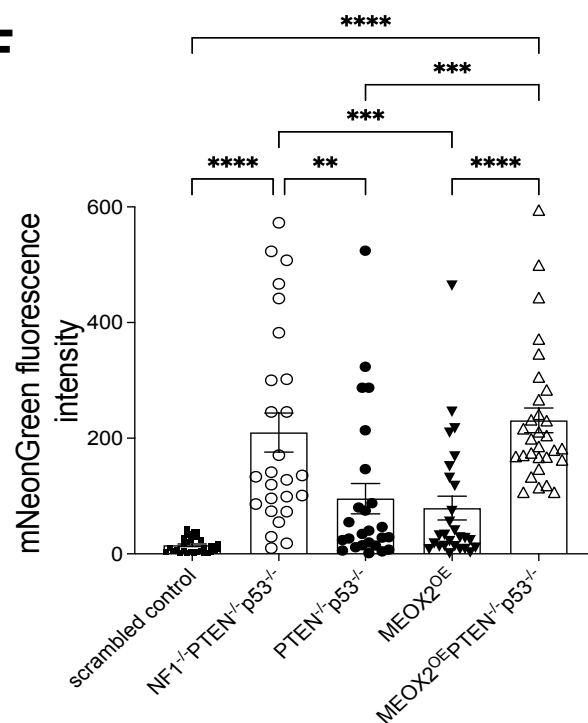 F
****
***
***
**** ** ****
mNeonGreen fluorescence
intensity
600
400
200
0
scrambled control
NF1⁻/⁻PTEN⁻/⁻p53⁻/⁻
PTEN⁻/⁻p53⁻/⁻
MEOX2ᴼᴱ
MEOX2ᴼᴱPTEN⁻/⁻p53⁻/⁻